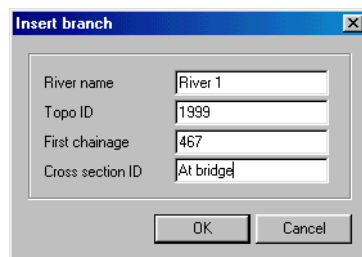 Insert branch
River name River 1
Topo ID 1999
First chainage 467
Cross section ID At bridge
OK Cancel